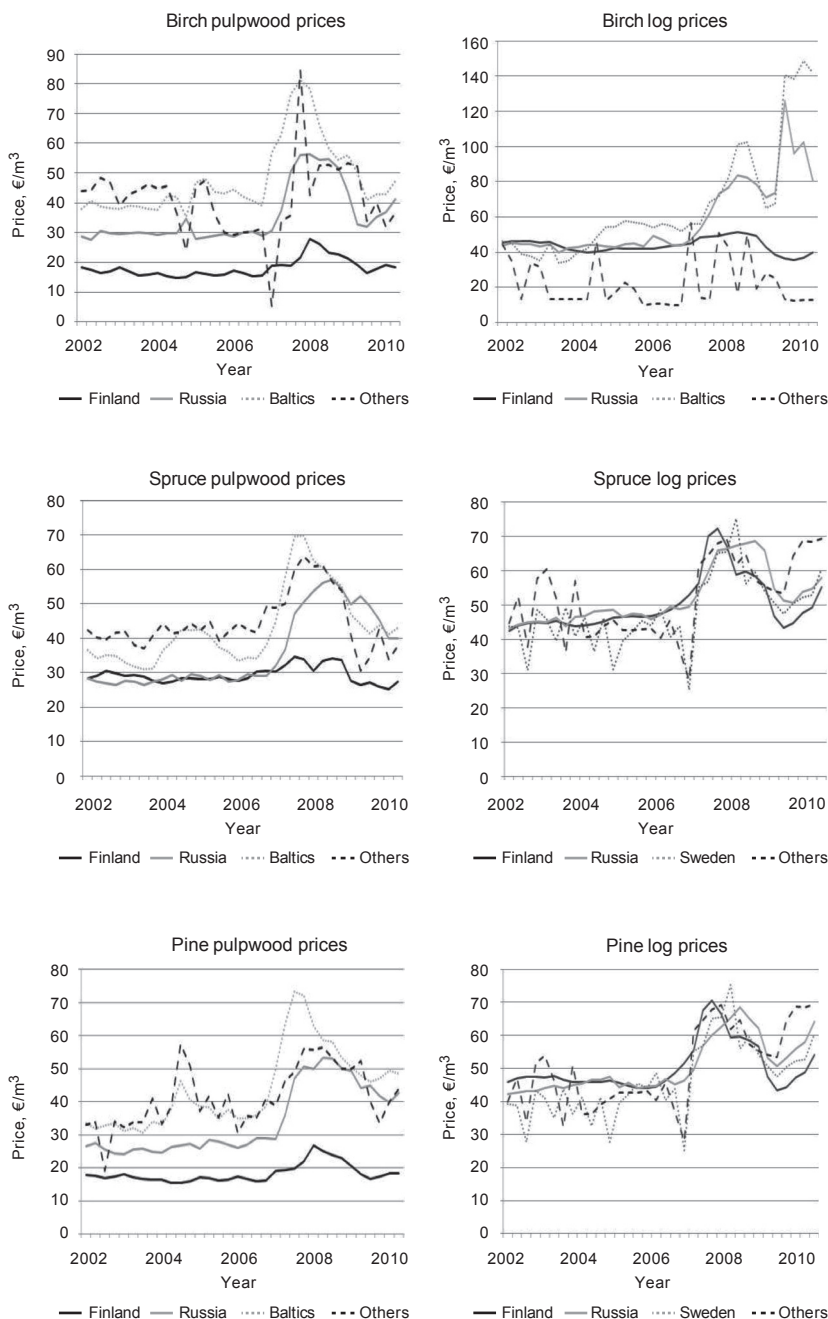 Birch pulpwood prices
Price, €/m³
90
80
70
60
50
40
30
20
10
0
2002 2004 2006 2008 2010
Year
Finland Russia Baltics Others
Birch log prices
Price, €/m³
160
140
120
100
80
60
40
20
0
2002 2004 2006 2008 2010
Year
Finland Russia Baltics Others
Spruce pulpwood prices
Price, €/m³
80
70
60
50
40
30
20
10
0
2002 2004 2006 2008 2010
Year
Finland Russia Baltics Others
Spruce log prices
Price, €/m³
80
70
60
50
40
30
20
10
0
2002 2004 2006 2008 2010
Year
Finland Russia Sweden Others
Pine pulpwood prices
Price, €/m³
80
70
60
50
40
30
20
10
0
2002 2004 2006 2008 2010
Year
Finland Russia Baltics Others
Pine log prices
Price, €/m³
80
70
60
50
40
30
20
10
0
2002 2004 2006 2008 2010
Year
Finland Russia Sweden Others